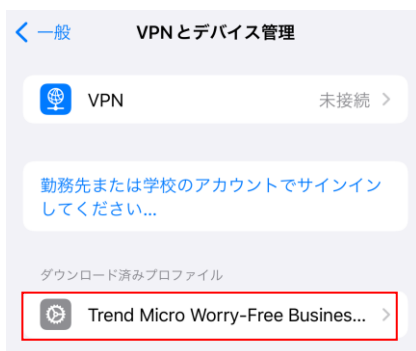 一般
VPNとデバイス管理
VPN
未接続
勤務先または学校のアカウントでサインイン
してください...
ダウンロード済みプロファイル
Trend Micro Worry-Free Busines...